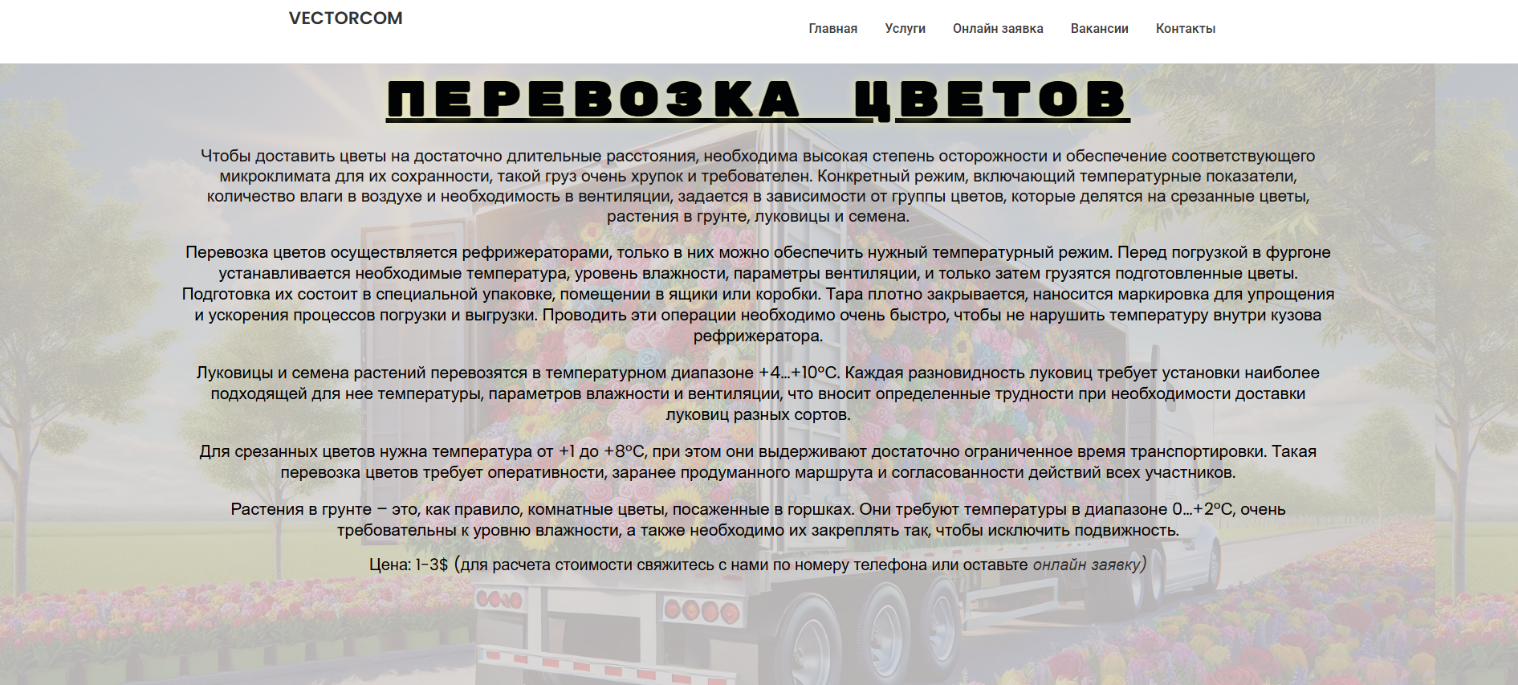 VECTORCOM
Главная Услуги Онлайн заявка Вакансии Контакты
ПЕРЕВОЗКА ЦВЕТОВ
Чтобы доставить цветы на достаточно длительные расстояния, необходима высокая степень осторожности и обеспечение соответствующего
микроклимата для их сохранности, такой груз очень хрупок и требователен. Конкретный режим, включающий температурные показатели,
количество влаги в воздухе и необходимость в вентиляции, задается в зависимости от группы цветов, которые делятся на срезанные цветы,
растения в грунте, луковицы и семена.
Перевозка цветов осуществляется рефрижераторами, только в них можно обеспечить нужный температурный режим. Перед погрузкой в фургоне
устанавливается необходимые температура, уровень влажности, параметры вентиляции, и только затем грузятся подготовленные цветы.
Подготовка их состоит в специальной упаковке, помещении в ящики или коробки. Тара плотно закрывается, наносится маркировка для упрощения
и ускорения процессов погрузки и выгрузки. Проводить эти операции необходимо очень быстро, чтобы не нарушить температуру внутри кузова
рефрижератора.
Луковицы и семена растений перевозятся в температурном диапазоне +4…+10°С. Каждая разновидность луковиц требует установки наиболее
подходящей для нее температуры, параметров влажности и вентиляции, что вносит определенные трудности при необходимости доставки
луковиц разных сортов.
Для срезанных цветов нужна температура от +1 до +8°С, при этом они выдерживают достаточно ограниченное время транспортировки. Такая
перевозка цветов требует оперативности, заранее продуманного маршрута и согласованности действий всех участников.
Растения в грунте – это, как правило, комнатные цветы, посаженные в горшках. Они требуют температуры в диапазоне 0…+2°С, очень
требовательны к уровню влажности, а также необходимо их закреплять так, чтобы исключить подвижность.
Цена: 1-3$ (для расчета стоимости свяжитесь с нами по номеру телефона или оставьте онлайн заявку)